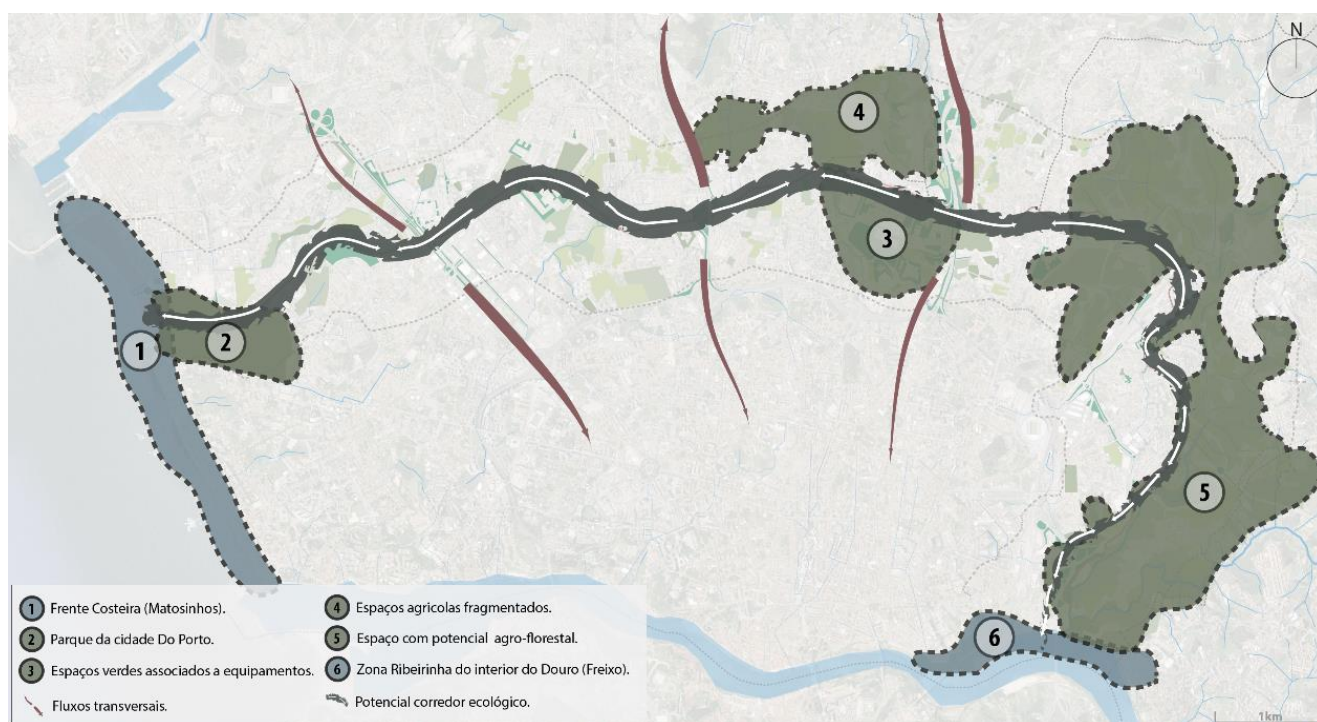 N
4
3
2
1
5
6
1 Frente Costeira (Matosinhos).
2 Parque da cidade Do Porto.
3 Espaços verdes associados a equipamentos.
Fluxos transversais.
4 Espaços agricolas fragmentados.
5 Espaço com potencial agro-florestal.
6 Zona Ribeirinha do interior do Douro (Freixo).
Potencial corredor ecológico.
1km